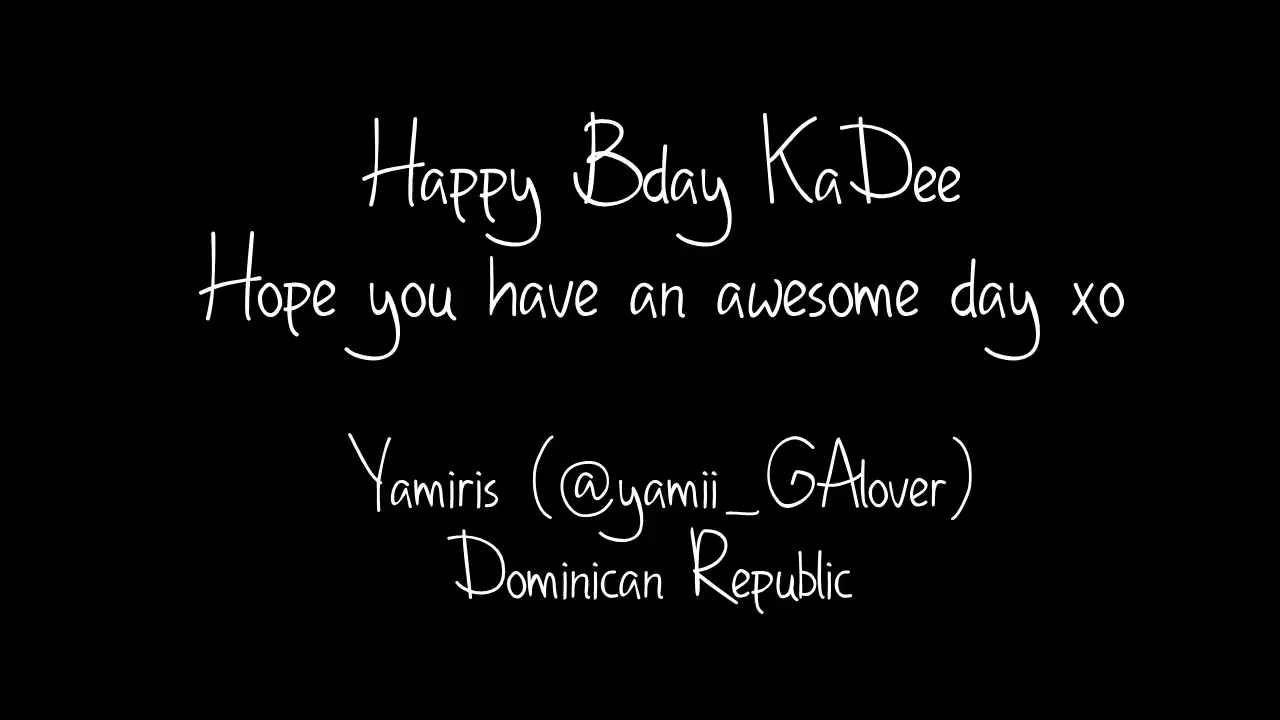 Happy Bday KaDee
Hope you have an awesome day xo
Yamiris (@yamii_GAlover)
Dominican Republic